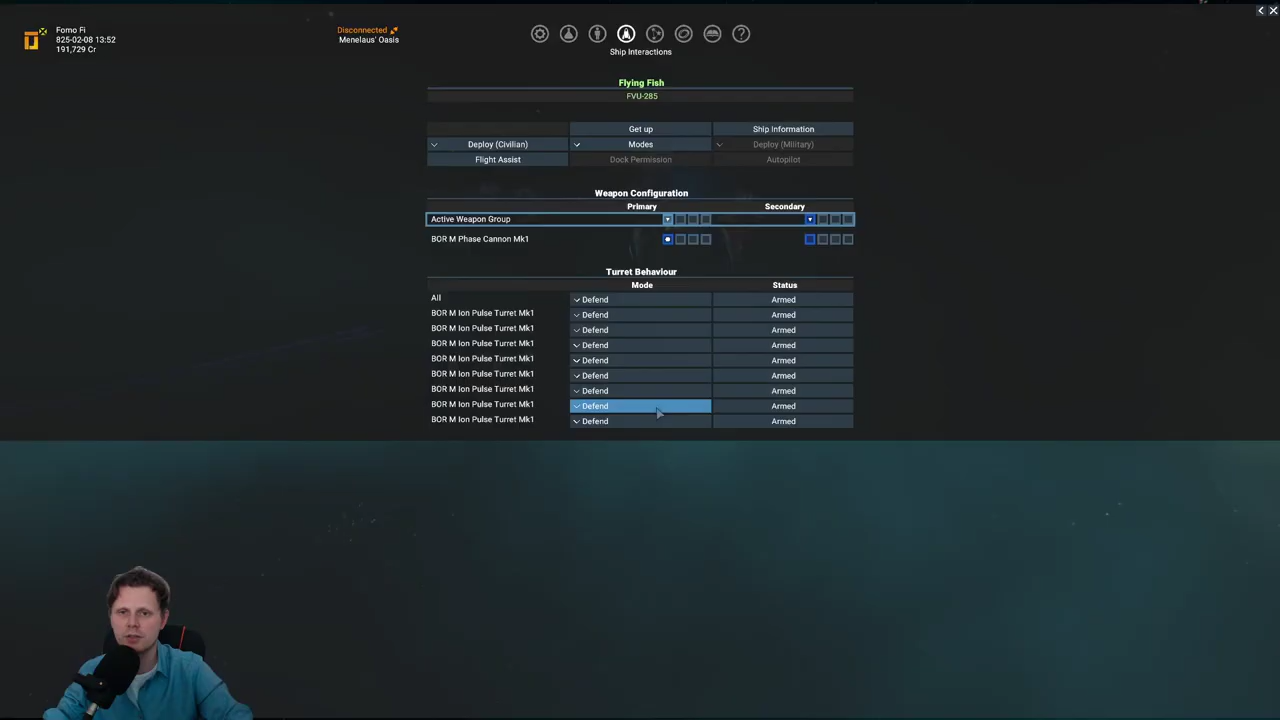 Fomo Fi
825-02-08 13:52
191,729 Cr
Disconnected
Menelaus' Oasis
Ship Interactions
Flying Fish
FVU-285
Get up Ship Information
Deploy (Civilian) Modes Deploy (Military)
Flight Assist Dock Permission Autopilot
Weapon Configuration
Primary Secondary
Active Weapon Group
BOR M Phase Cannon Mk1
Turret Behaviour
Mode Status
All Defend Armed
BOR M Ion Pulse Turret Mk1 Defend Armed
BOR M Ion Pulse Turret Mk1 Defend Armed
BOR M Ion Pulse Turret Mk1 Defend Armed
BOR M Ion Pulse Turret Mk1 Defend Armed
BOR M Ion Pulse Turret Mk1 Defend Armed
BOR M Ion Pulse Turret Mk1 Defend Armed
BOR M Ion Pulse Turret Mk1 Defend Armed
BOR M Ion Pulse Turret Mk1 Defend Armed